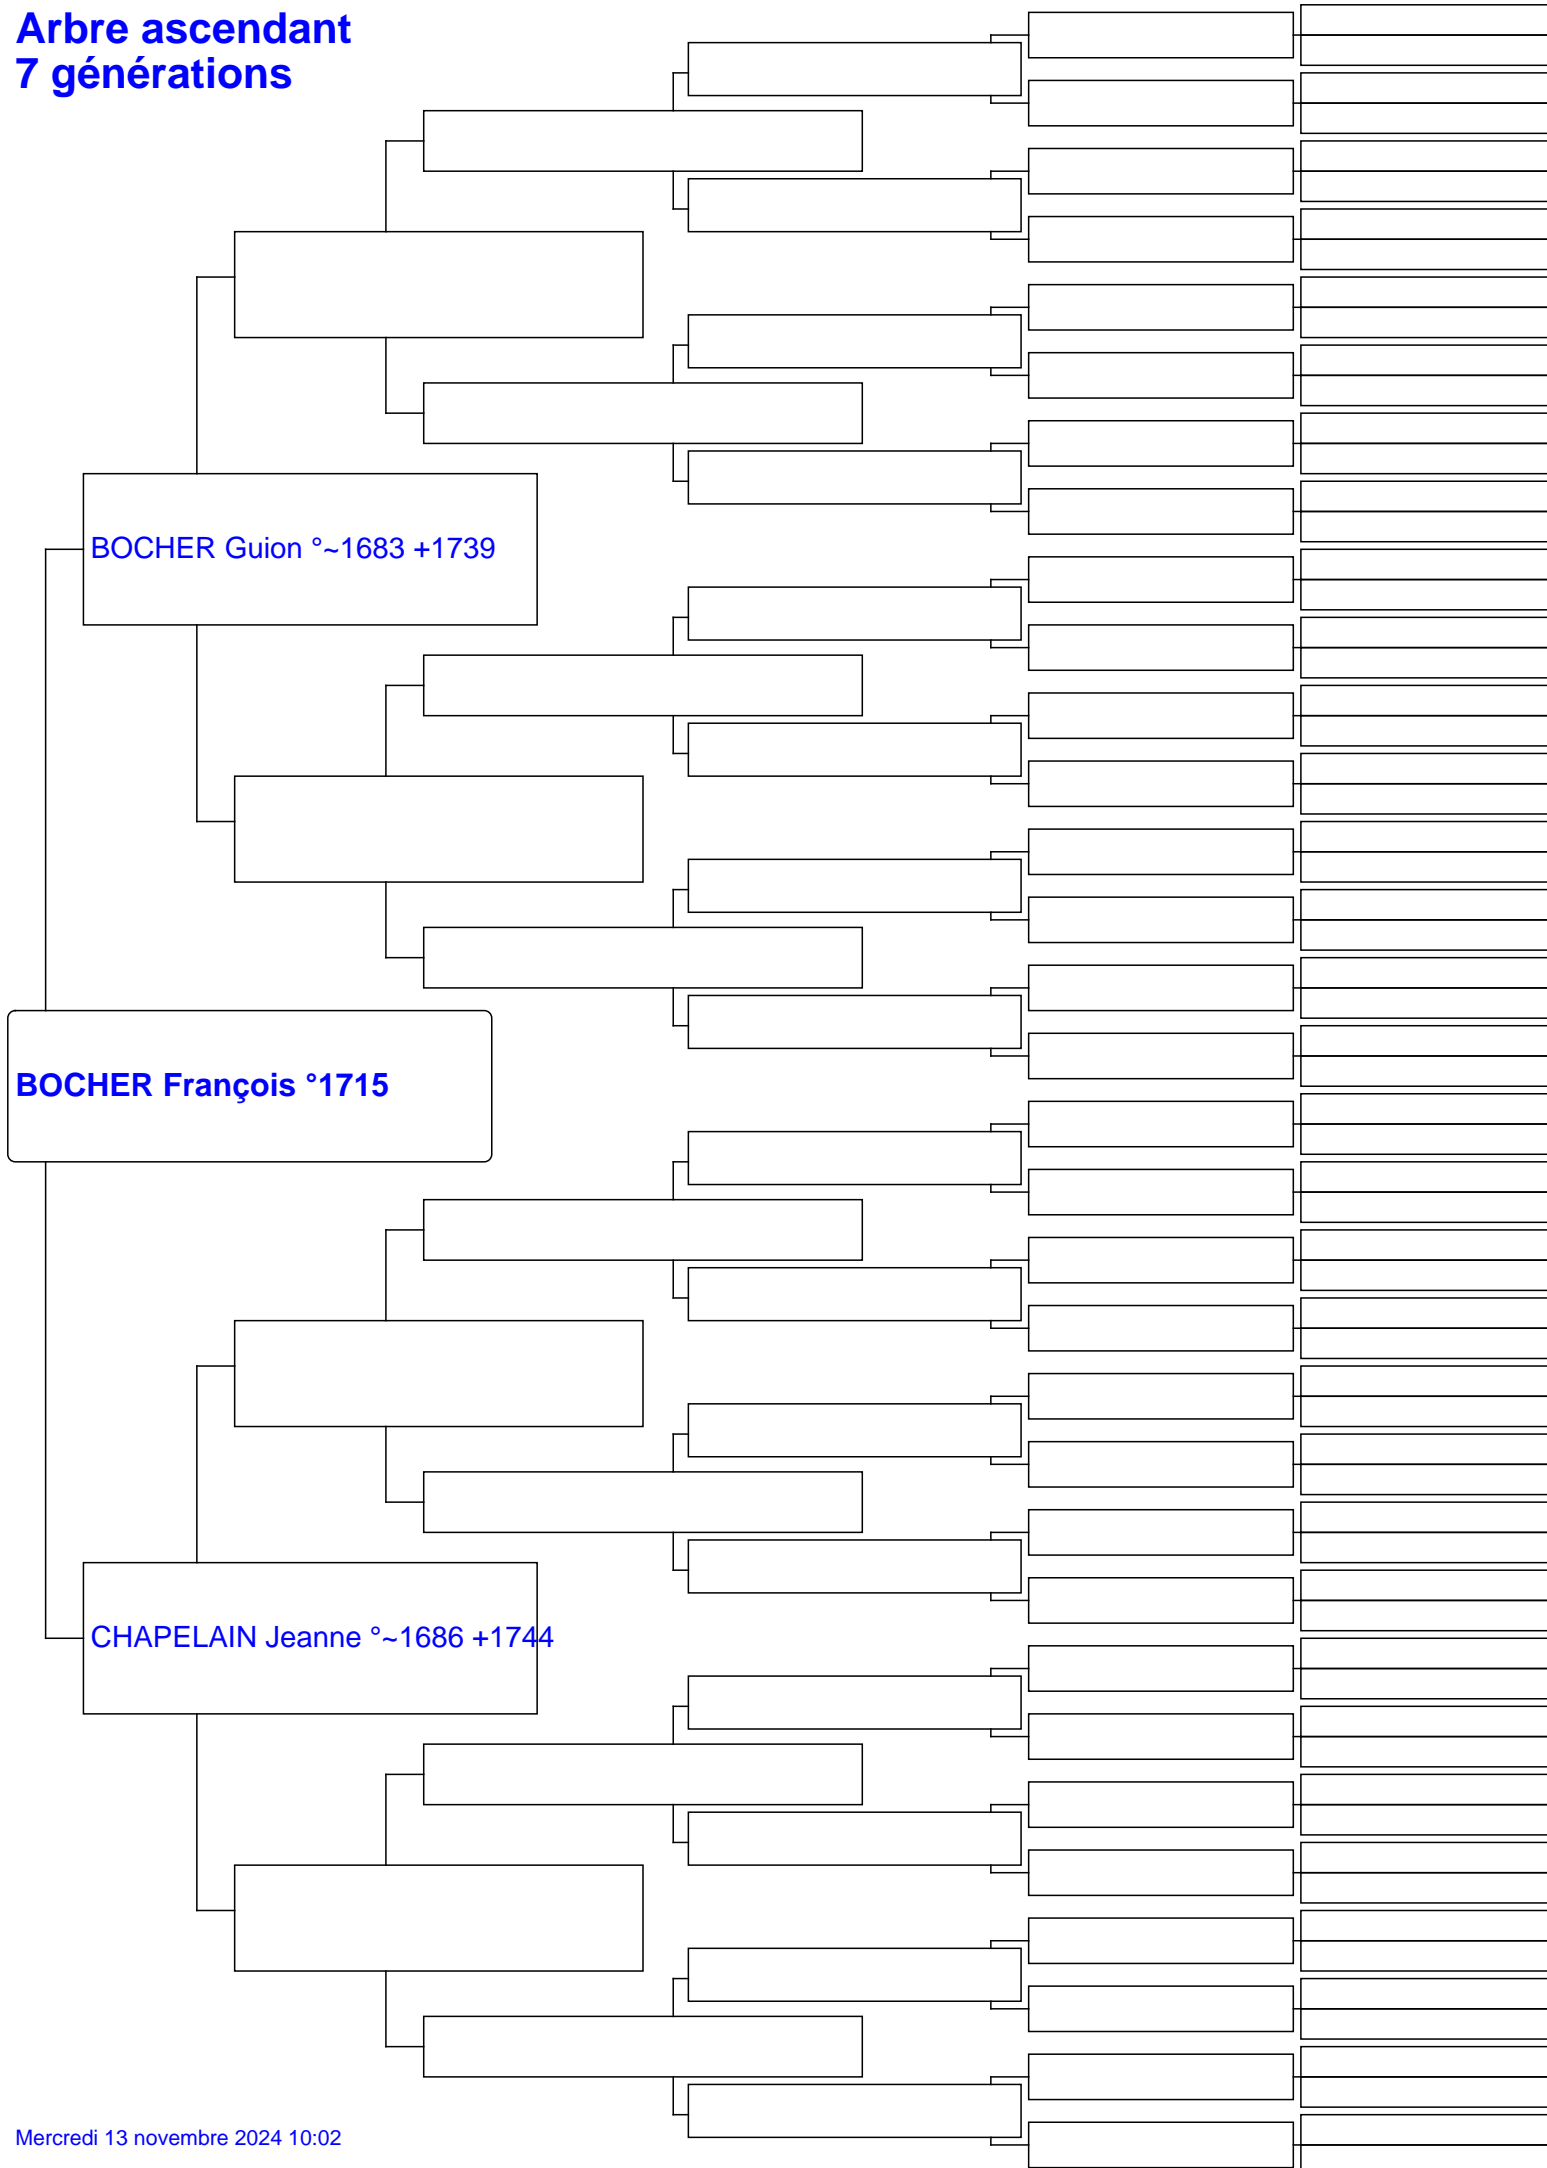 Arbre ascendant
7 générations
BOCHER Guion °~1683 +1739
BOCHER François °1715
CHAPELAIN Jeanne °~1686 +1744
Mercredi 13 novembre 2024 10:02